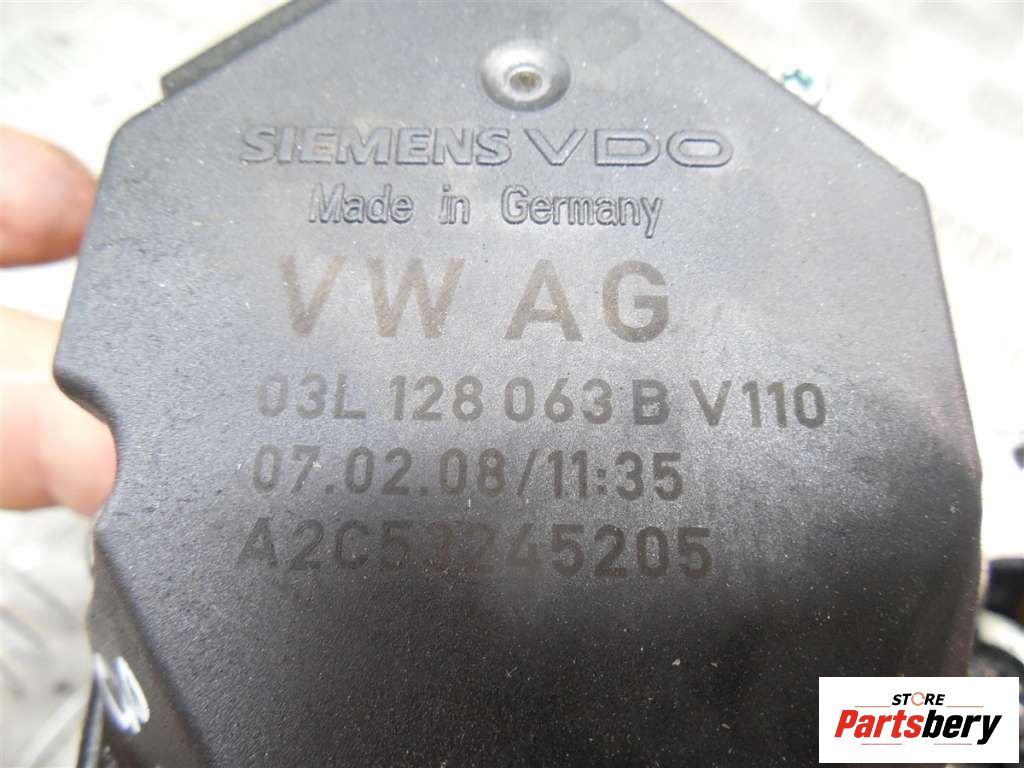 SIEMENS VDO
Made in Germany
VW AG
03L 128 063 B V110
07.02.08/11:35
A2C53245205
STORE
Partsbery